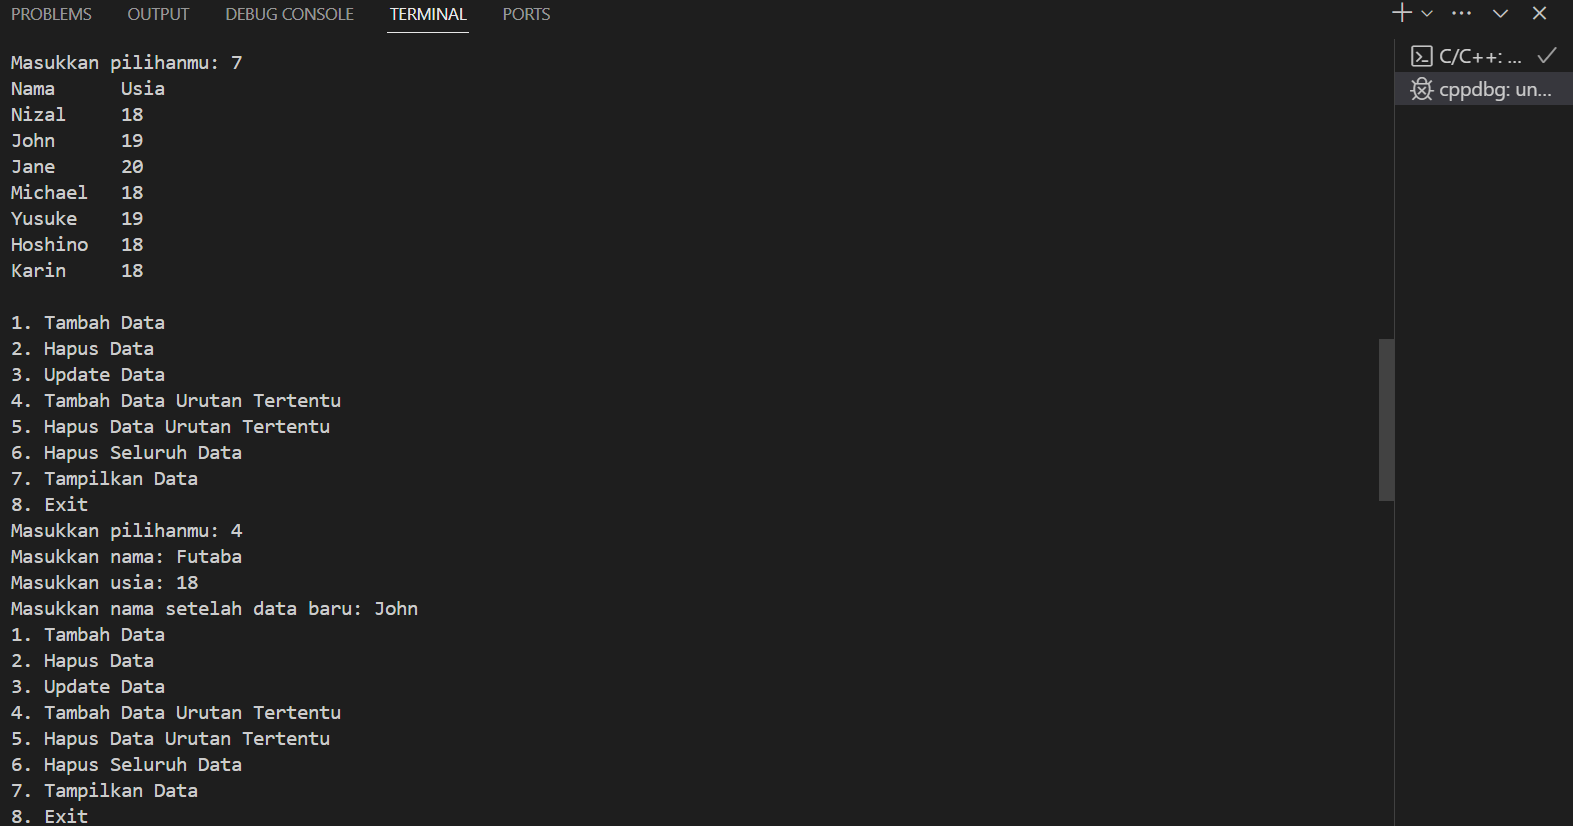 PROBLEMS OUTPUT DEBUG CONSOLE TERMINAL PORTS
C/C++: ...
cppdbg: un...
Masukkan pilihanmu: 7
Nama Usia
Nizal 18
John 19
Jane 20
Michael 18
Yusuke 19
Hoshino 18
Karin 18
1. Tambah Data
2. Hapus Data
3. Update Data
4. Tambah Data Urutan Tertentu
5. Hapus Data Urutan Tertentu
6. Hapus Seluruh Data
7. Tampilkan Data
8. Exit
Masukkan pilihanmu: 4
Masukkan nama: Futaba
Masukkan usia: 18
Masukkan nama setelah data baru: John
1. Tambah Data
2. Hapus Data
3. Update Data
4. Tambah Data Urutan Tertentu
5. Hapus Data Urutan Tertentu
6. Hapus Seluruh Data
7. Tampilkan Data
8. Exit